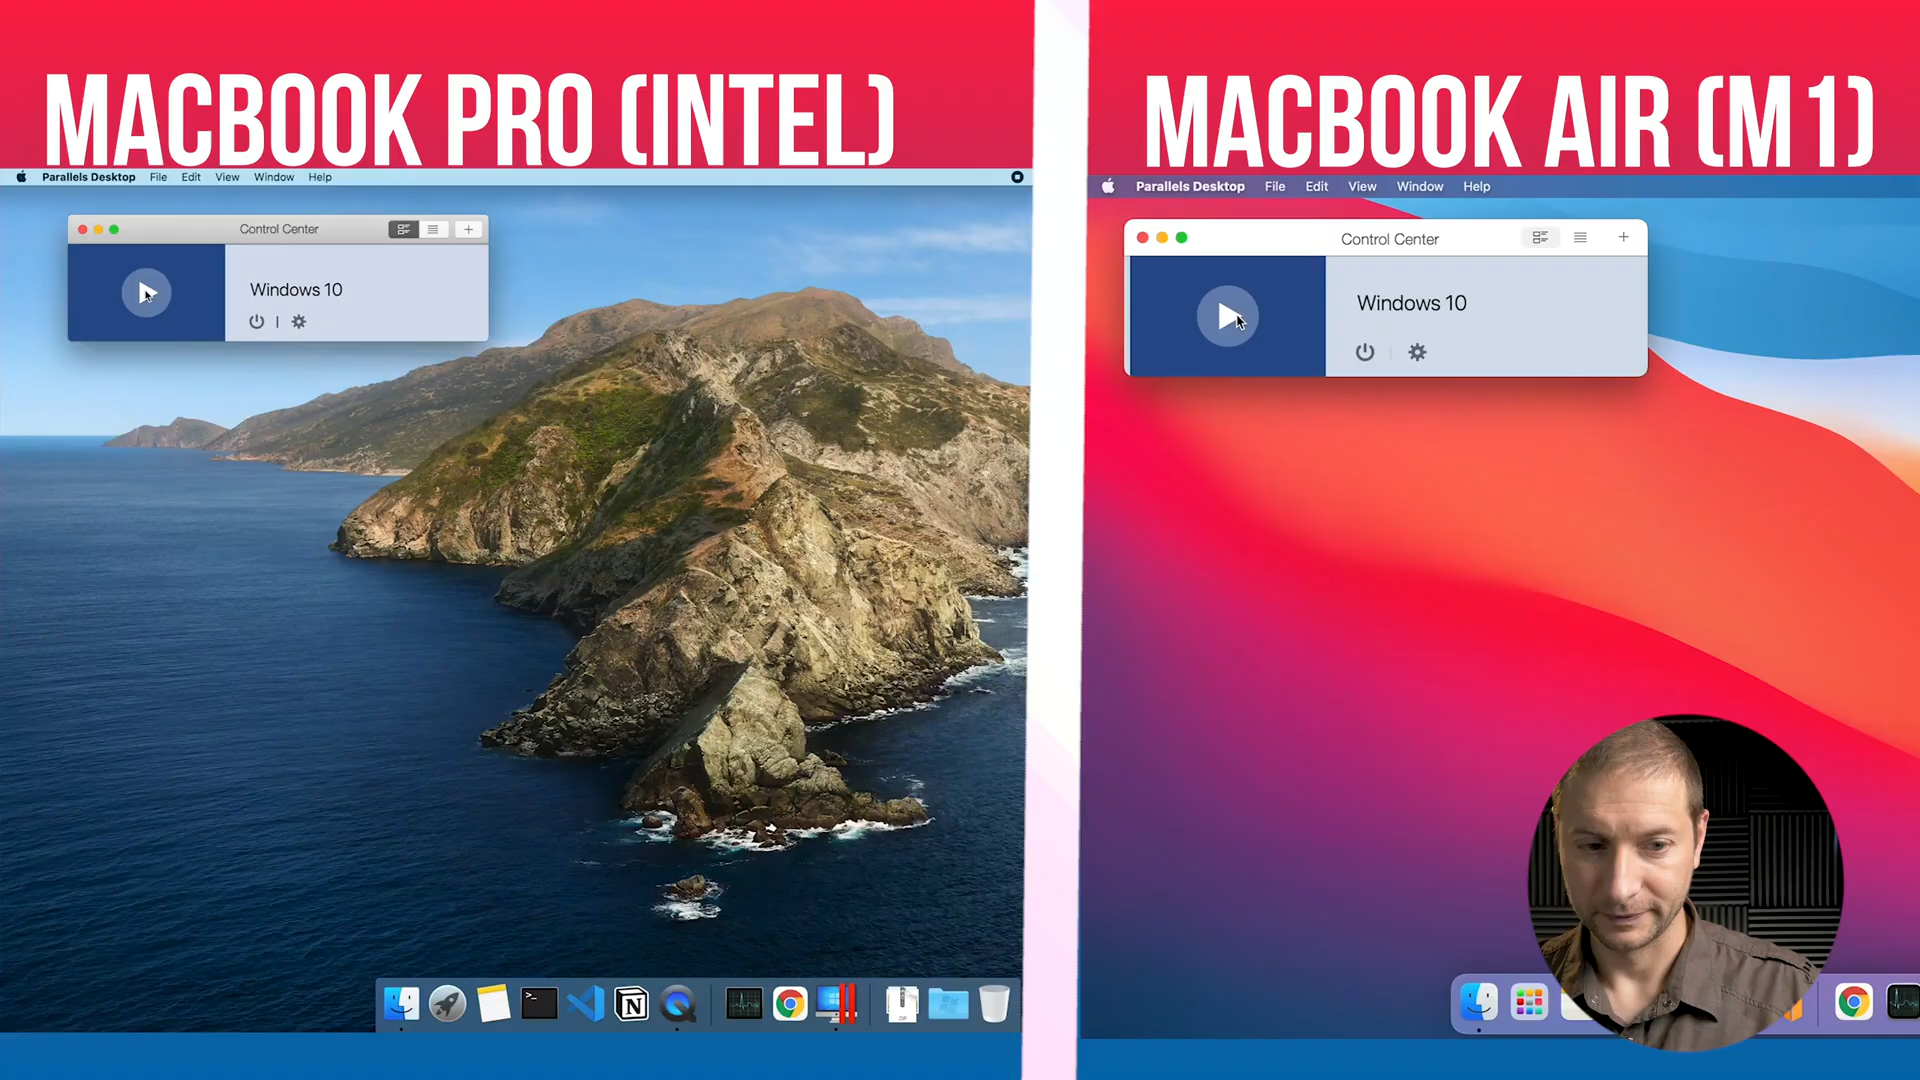 MACBOOK PRO (INTEL)
Parallels Desktop File Edit View Window Help
Control Center
Windows 10
ZIP
MACBOOK AIR (M1)
Parallels Desktop File Edit View Window Help
Control Center
Windows 10